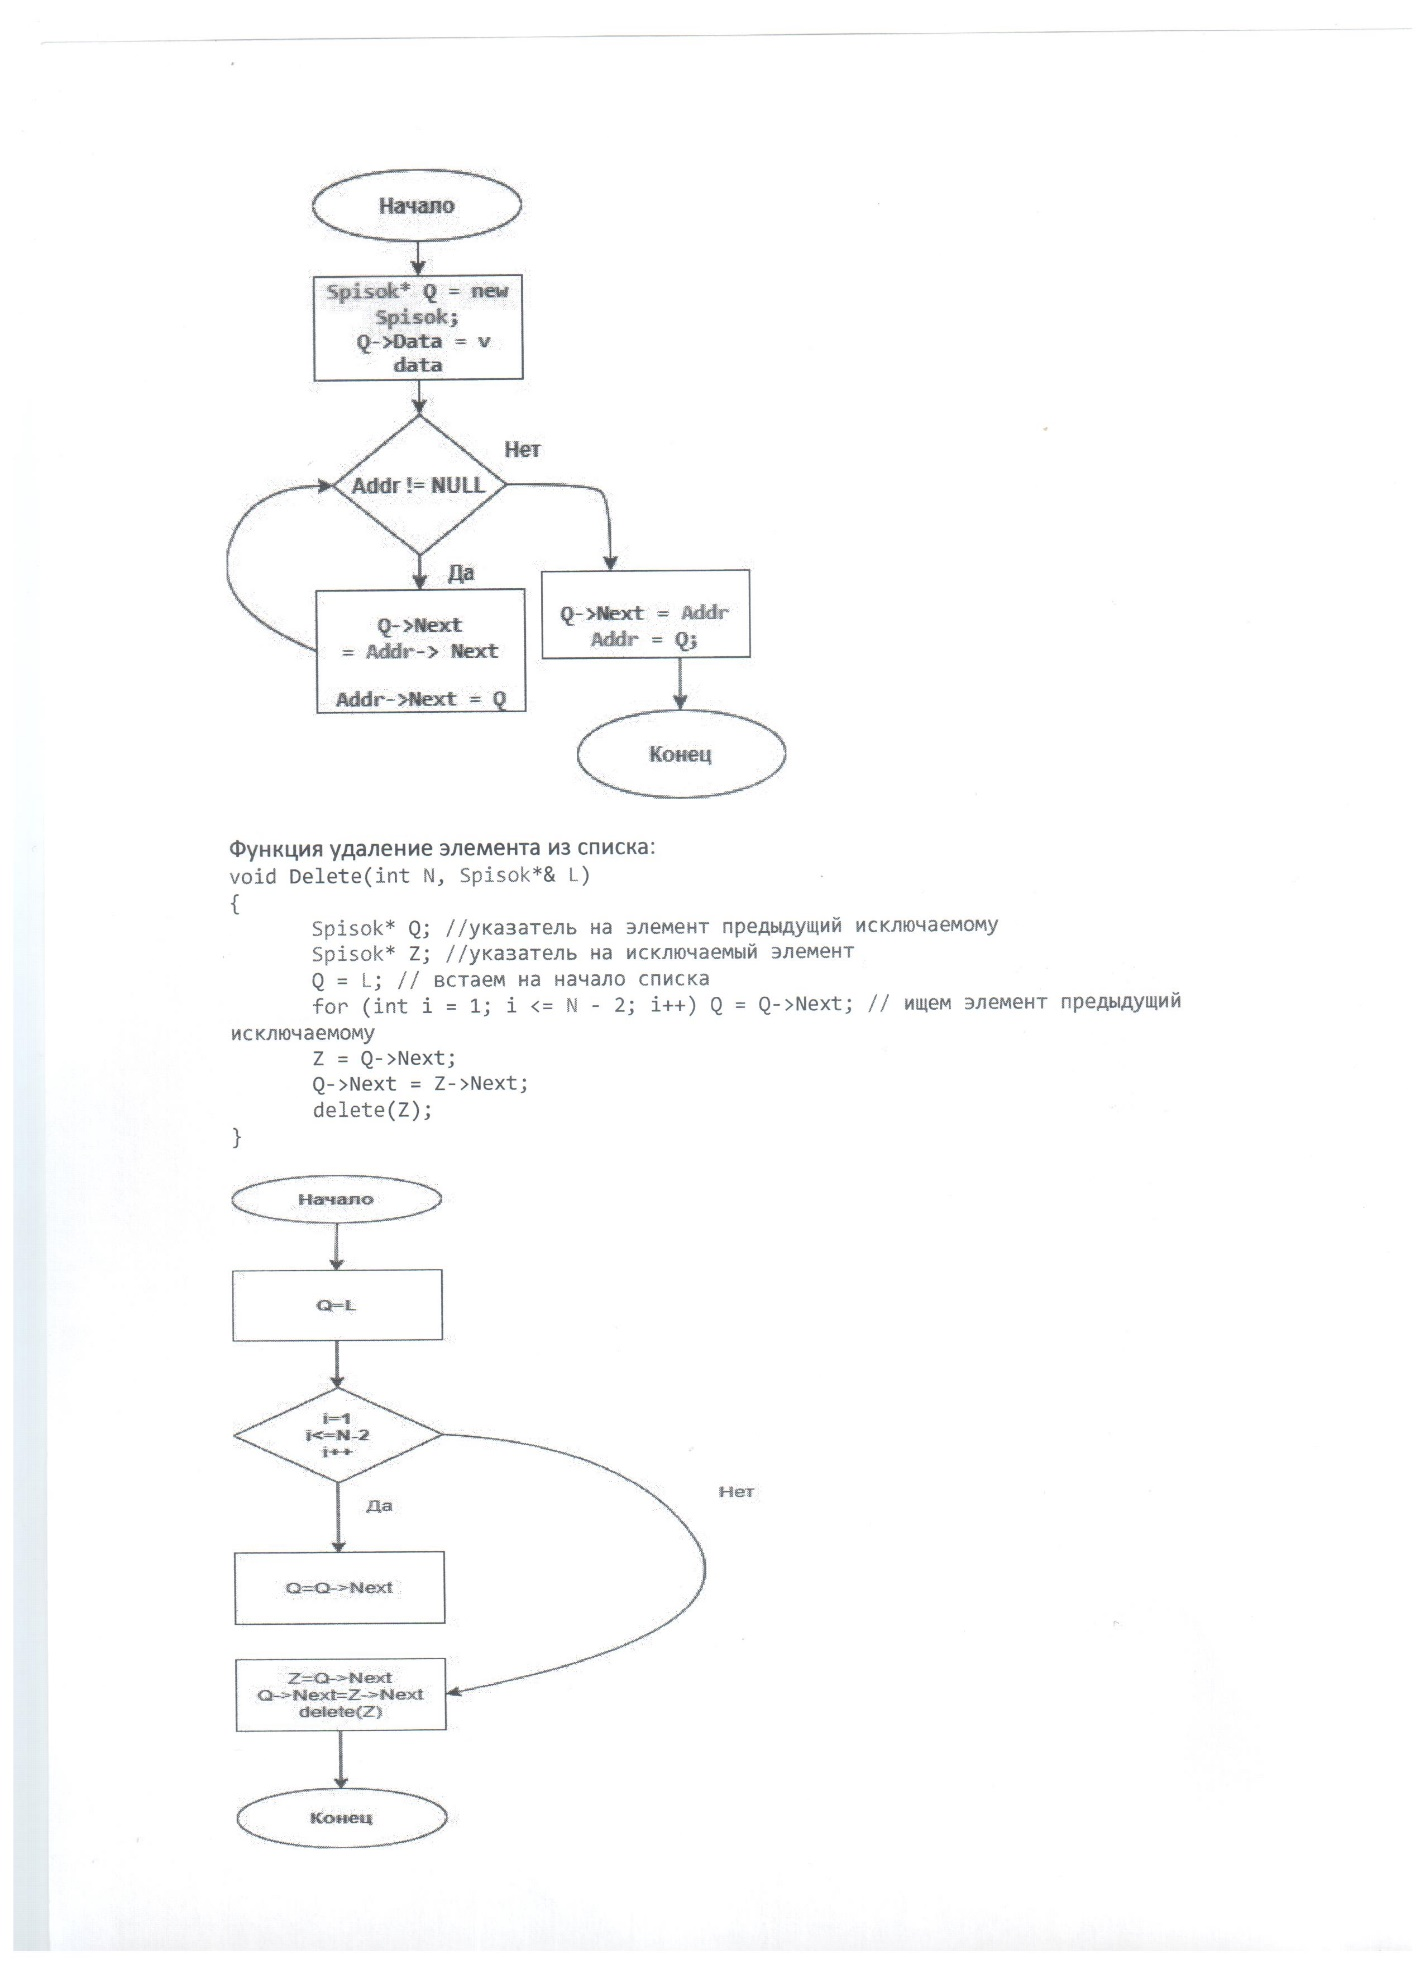 Начало
Spisok* Q = new
Spisok;
Q->Data = v
data
Нет
Addr != NULL
Да
Q->Next
= Addr-> Next
Addr->Next = Q
Q->Next = Addr
Addr = Q;
Конец
Функция удаление элемента из списка:
void Delete(int N, Spisok*& L)
{
Spisok* Q; //указатель на элемент предыдущий исключаемому
Spisok* Z; //указатель на исключаемый элемент
Q = L; // встаем на начало списка
for (int i = 1; i <= N - 2; i++) Q = Q->Next; // ищем элемент предыдущий
исключаемому
Z = Q->Next;
Q->Next = Z->Next;
delete(Z);
}
Начало
Q=L
i=1
i<=N-2
i++
Нет
Да
Q=Q->Next
Z=Q->Next
Q->Next=Z->Next
delete(Z)
Конец